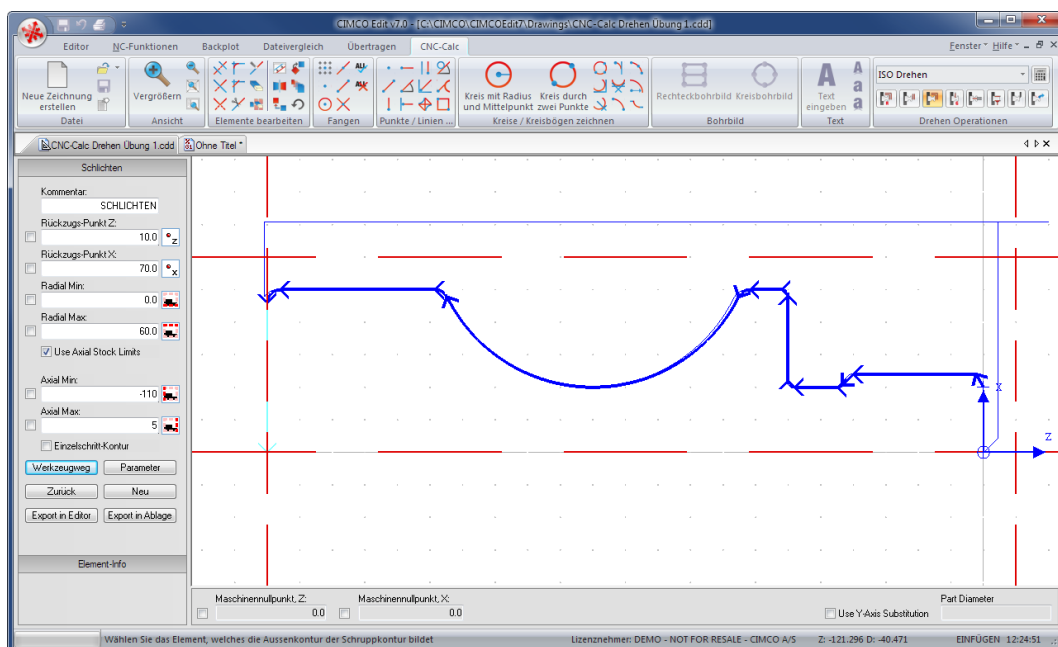 CIMCO Edit v7.0 - [C:\CIMCO\CIMCOEdit7\Drawings\CNC-Calc Drehen Übung 1.cdd]
Editor NC-Funktionen Backplot Dateivergleich Übertragen CNC-Calc Fenster Hilfe
Neue Zeichnung erstellen
Vergrößern
Kreis mit Radius und Mittelpunkt
Kreis durch zwei Punkte
Rechteckbohrbild Kreisbohrbild
Text eingeben
ISO Drehen
Datei Ansicht Elemente bearbeiten Fangen Punkte / Linien ... Kreise / Kreisbögen zeichnen Bohrbild Text Drehen Operationen
CNC-Calc Drehen Übung 1.cdd Ohne Titel *
Schlichten
Kommentar:
SCHLICHTEN
Rückzugs-Punkt Z:
10.0 z
Rückzugs-Punkt X:
70.0 x
Radial Min:
0.0
Radial Max:
60.0
Use Axial Stock Limits
Axial Min:
-110
Axial Max:
5
Einzelschritt-Kontur
Werkzeugweg Parameter
Zurück Neu
Export in Editor Export in Ablage
Element-Info
X
Z
Maschinennullpunkt, Z: Maschinennullpunkt, X: Part Diameter
0.0 0.0 Use Y-Axis Substitution
Wählen Sie das Element, welches die Aussenkontur der Schruppkontur bildet Lizenznehmer: DEMO - NOT FOR RESALE - CIMCO A/S Z: -121.296 D: -40.471 EINFÜGEN 12:24:51